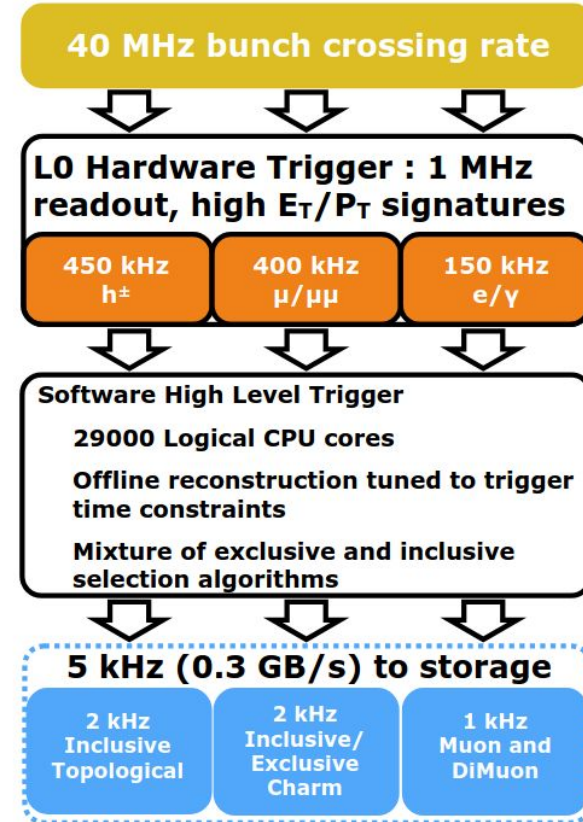 40 MHz bunch crossing rate
L0 Hardware Trigger : 1 MHz
readout, high E_T/P_T signatures
450 kHz
h±
400 kHz
μ/μμ
150 kHz
e/γ
Software High Level Trigger
29000 Logical CPU cores
Offline reconstruction tuned to trigger
time constraints
Mixture of exclusive and inclusive
selection algorithms
5 kHz (0.3 GB/s) to storage
2 kHz
Inclusive
Topological
2 kHz
Inclusive/
Exclusive
Charm
1 kHz
Muon and
DiMuon